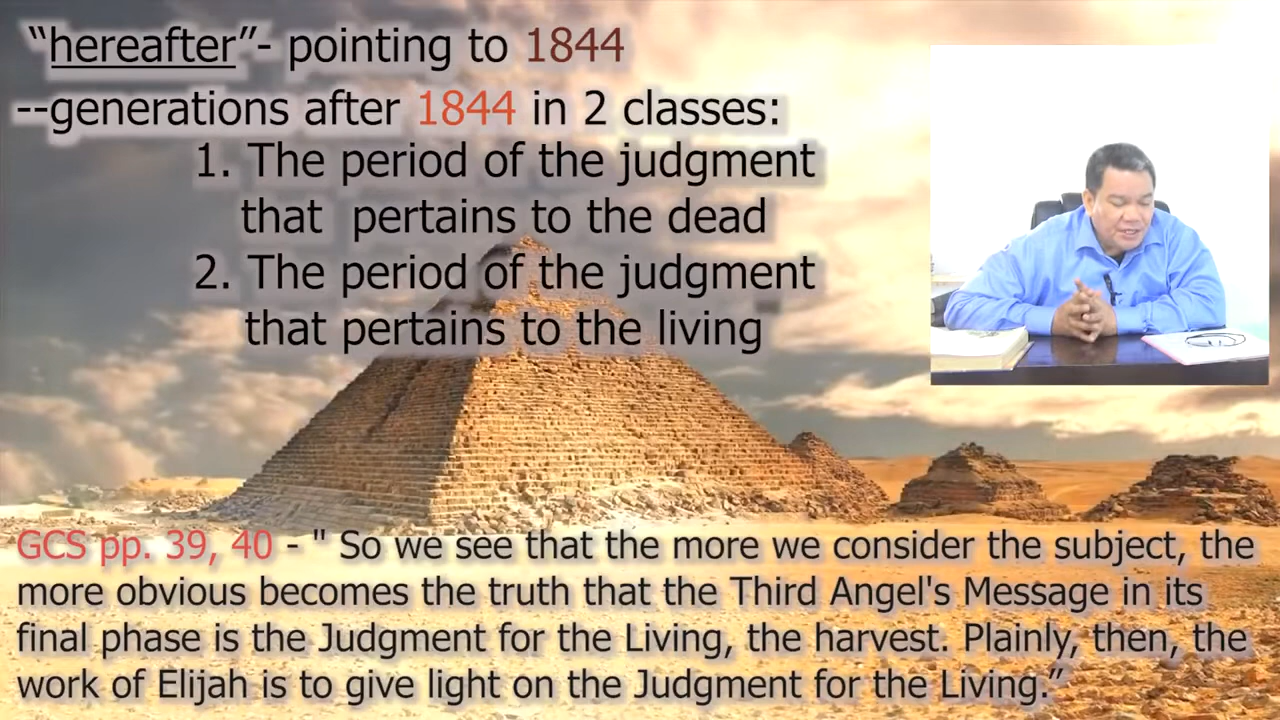 “hereafter”- pointing to 1844
--generations after 1844 in 2 classes:
1. The period of the judgment
that pertains to the dead
2. The period of the judgment
that pertains to the living
GCS pp. 39, 40 - " So we see that the more we consider the subject, the
more obvious becomes the truth that the Third Angel's Message in its
final phase is the Judgment for the Living, the harvest. Plainly, then, the
work of Elijah is to give light on the Judgment for the Living.”